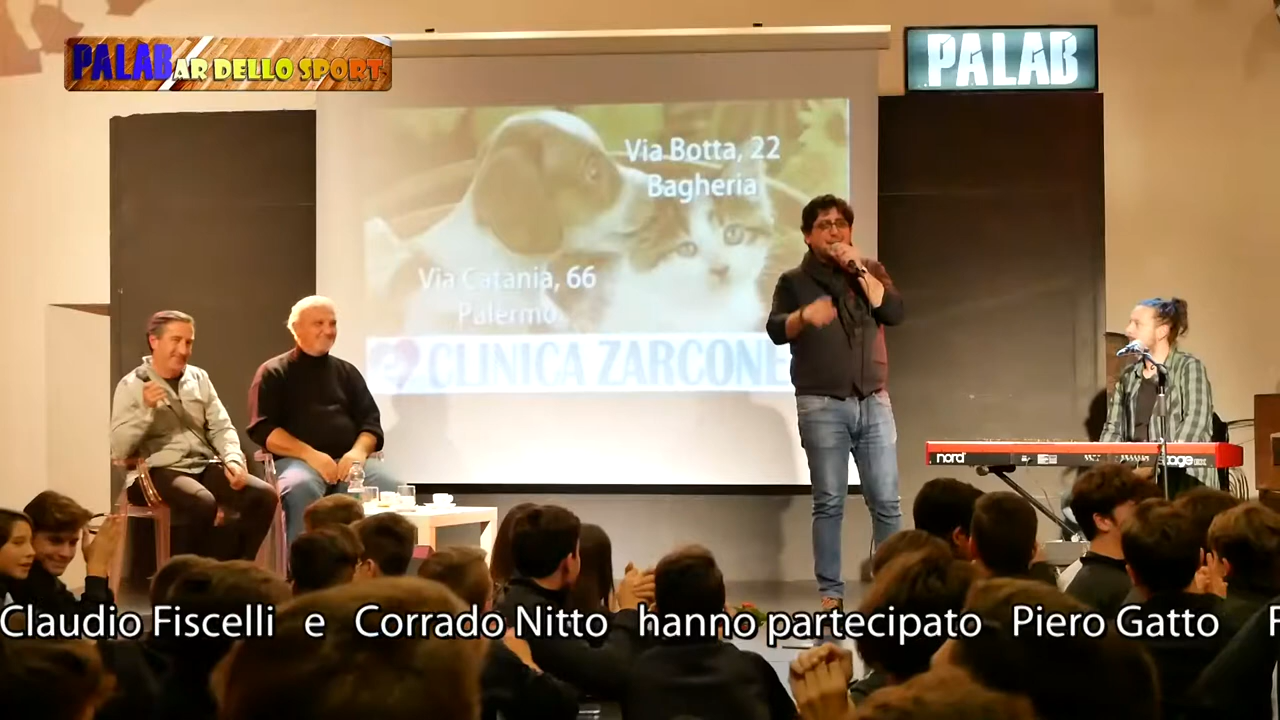 PALABAR DELLO SPORT
PALAB
Via Botta, 22
Bagheria
Via Catania, 66
Palermo
CLINICA ZARCONE
nord
stage
Claudio Fiscelli e Corrado Nitto hanno partecipato Piero Gatto F